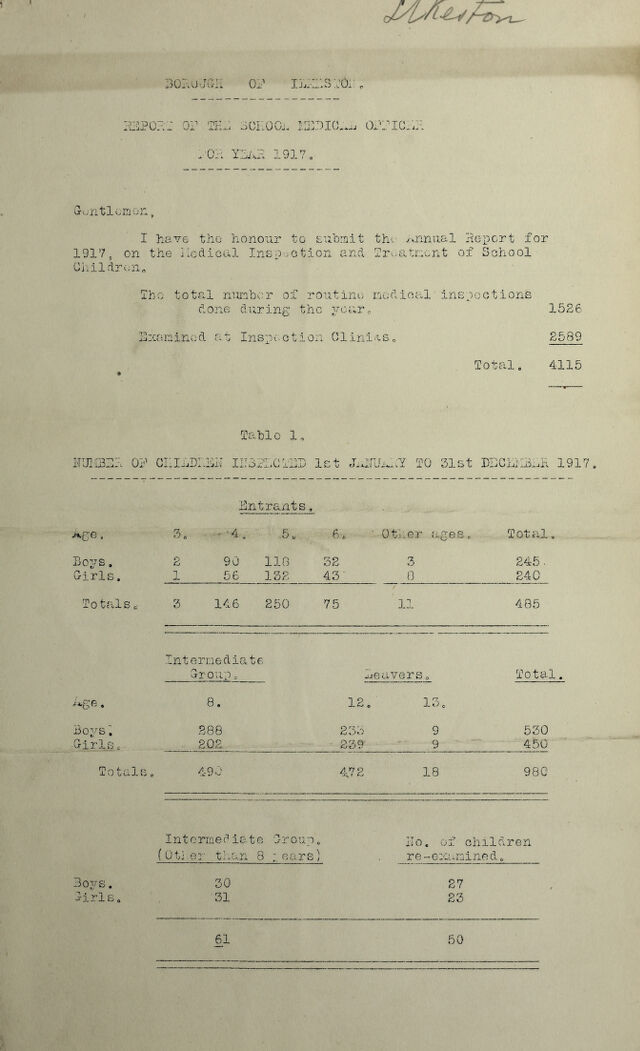 Ilkeston
BOROUGH OF ILKESTON.
REPORT OF THE SCHOOL MEDICAL OFFICER
FOR YEAR 1917.
Gentlemen,
I have the honour to submit the Annual Report for
1917, on the Medical Inspection and Treatment of School
Children.
The total number of routine medical inspections
done during the year. 1526
Examined at Inspection Clinics. 2589
Total. 4115
Table 1.
NUMBER OF CHILDREN INSPECTED 1st JANUARY TO 31st DECEMBER 1917.
Entrants.
Age. 3. 4. 5. 6. Other ages. Total.
Boys. 2 90 118 32 3 245.
Girls. 1 56 132 43 8 240
Totals. 3 146 250 75 11 485
Intermediate
Group. Leavers. Total.
Age. 8. 12. 13.
Boys. 288 233 9 530
Girls. 202 239 9 450
Totals. 490 472 18 980
Intermediate Group. No. of children
(Other than 8 years) re-examined.
Boys. 30 27
Girls. 31 23
61 50